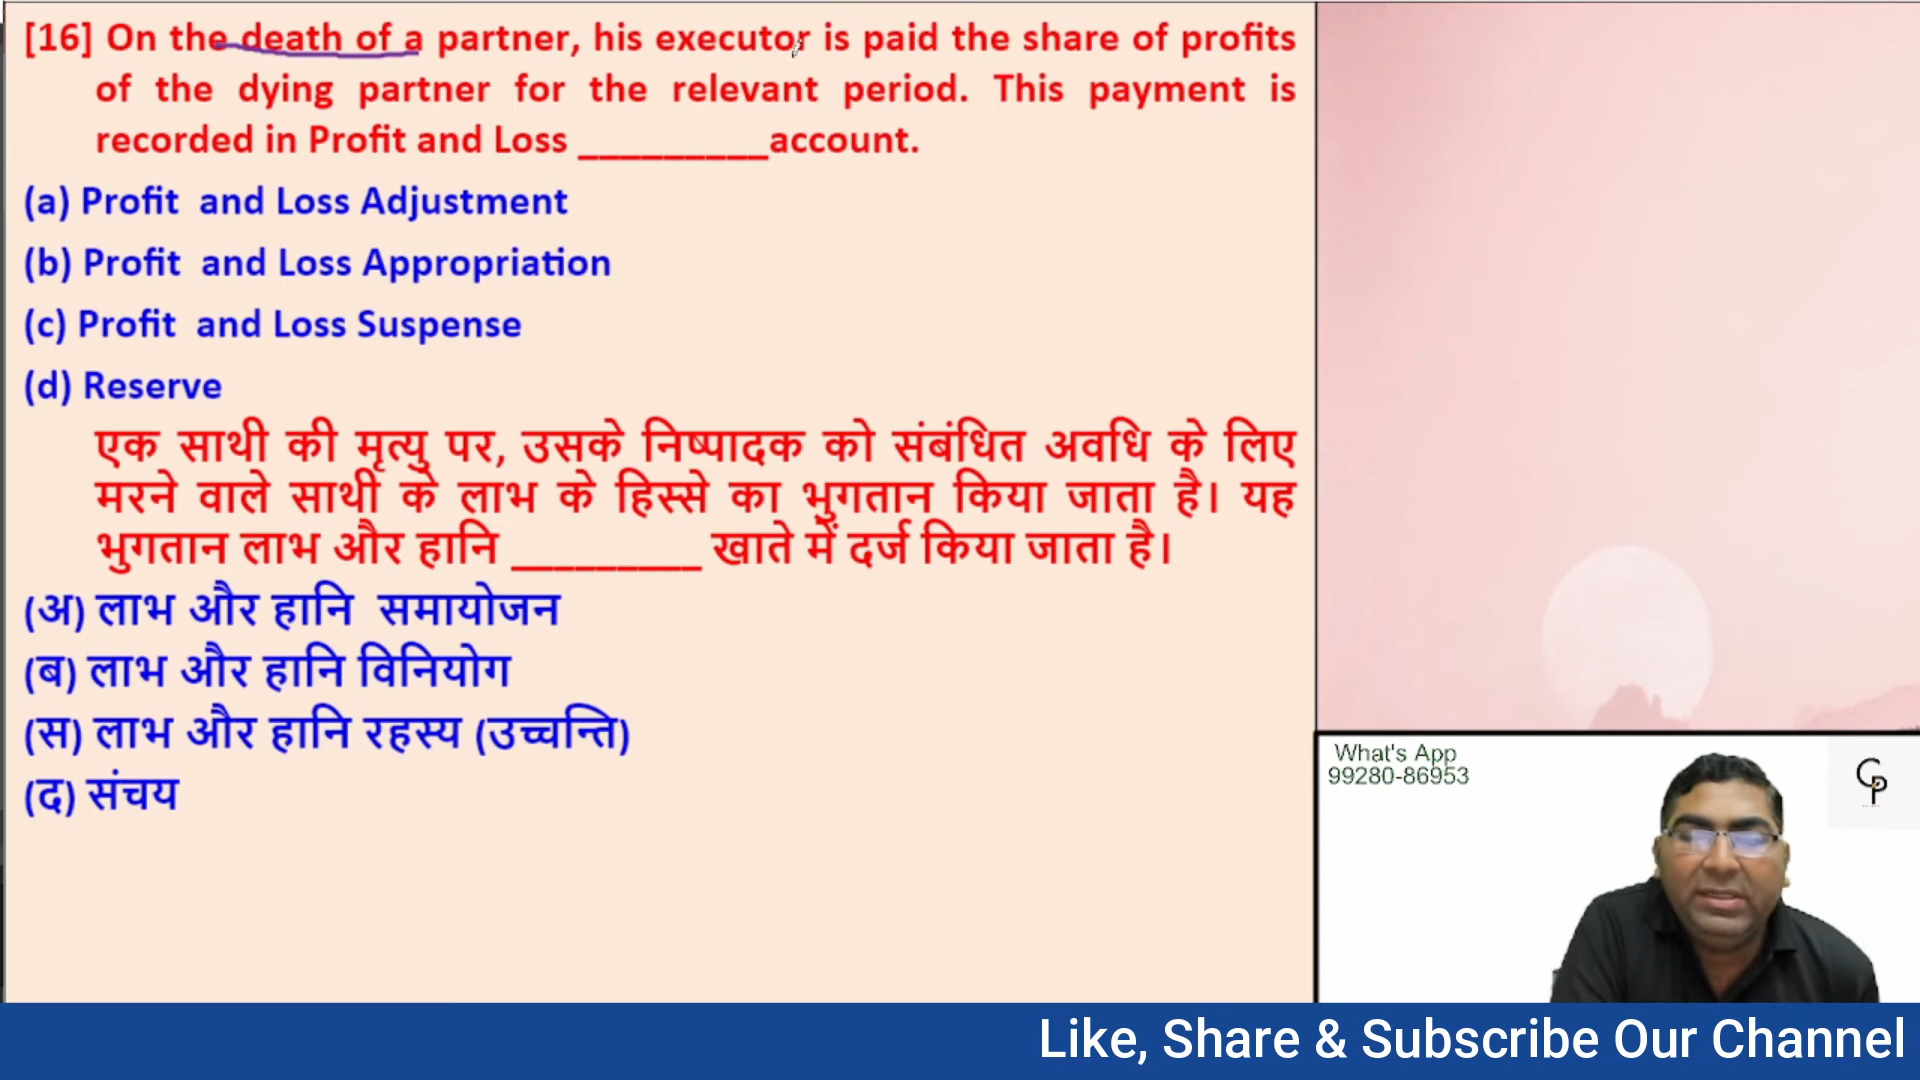 [16] On the death of a partner, his executor is paid the share of profits
of the dying partner for the relevant period. This payment is
recorded in Profit and Loss _________account.
(a) Profit and Loss Adjustment
(b) Profit and Loss Appropriation
(c) Profit and Loss Suspense
(d) Reserve
एक साथी की मृत्यु पर, उसके निष्पादक को संबंधित अवधि के लिए
मरने वाले साथी के लाभ के हिस्से का भुगतान किया जाता है। यह
भुगतान लाभ और हानि _________ खाते में दर्ज किया जाता है।
(अ) लाभ और हानि समायोजन
(ब) लाभ और हानि विनियोग
(स) लाभ और हानि रहस्य (उच्चन्ति)
(द) संचय
What's App
99280-86953
CP
Like, Share & Subscribe Our Channel